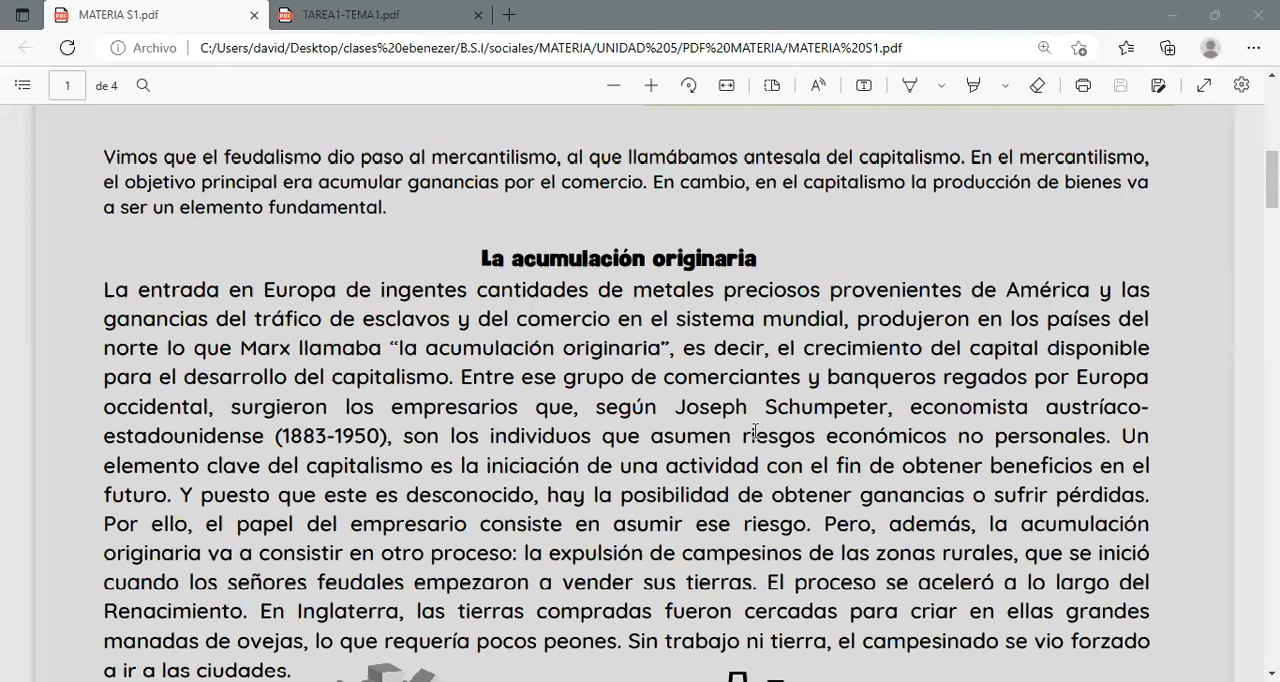 MATERIA S1.pdf
TAREA1-TEMA1.pdf
Archivo
C:/Users/david/Desktop/clases%20ebenezer/B.S.I/sociales/MATERIA/UNIDAD%205/PDF%20MATERIA/MATERIA%20S1.pdf
1 de 4
Vimos que el feudalismo dio paso al mercantilismo, al que llamábamos antesala del capitalismo. En el mercantilismo,
el objetivo principal era acumular ganancias por el comercio. En cambio, en el capitalismo la producción de bienes va
a ser un elemento fundamental.
La acumulación originaria
La entrada en Europa de ingentes cantidades de metales preciosos provenientes de América y las
ganancias del tráfico de esclavos y del comercio en el sistema mundial, produjeron en los países del
norte lo que Marx llamaba “la acumulación originaria”, es decir, el crecimiento del capital disponible
para el desarrollo del capitalismo. Entre ese grupo de comerciantes y banqueros regados por Europa
occidental, surgieron los empresarios que, según Joseph Schumpeter, economista austríaco-
estadounidense (1883-1950), son los individuos que asumen riesgos económicos no personales. Un
elemento clave del capitalismo es la iniciación de una actividad con el fin de obtener beneficios en el
futuro. Y puesto que este es desconocido, hay la posibilidad de obtener ganancias o sufrir pérdidas.
Por ello, el papel del empresario consiste en asumir ese riesgo. Pero, además, la acumulación
originaria va a consistir en otro proceso: la expulsión de campesinos de las zonas rurales, que se inició
cuando los señores feudales empezaron a vender sus tierras. El proceso se aceleró a lo largo del
Renacimiento. En Inglaterra, las tierras compradas fueron cercadas para criar en ellas grandes
manadas de ovejas, lo que requería pocos peones. Sin trabajo ni tierra, el campesinado se vio forzado
a ir a las ciudades.